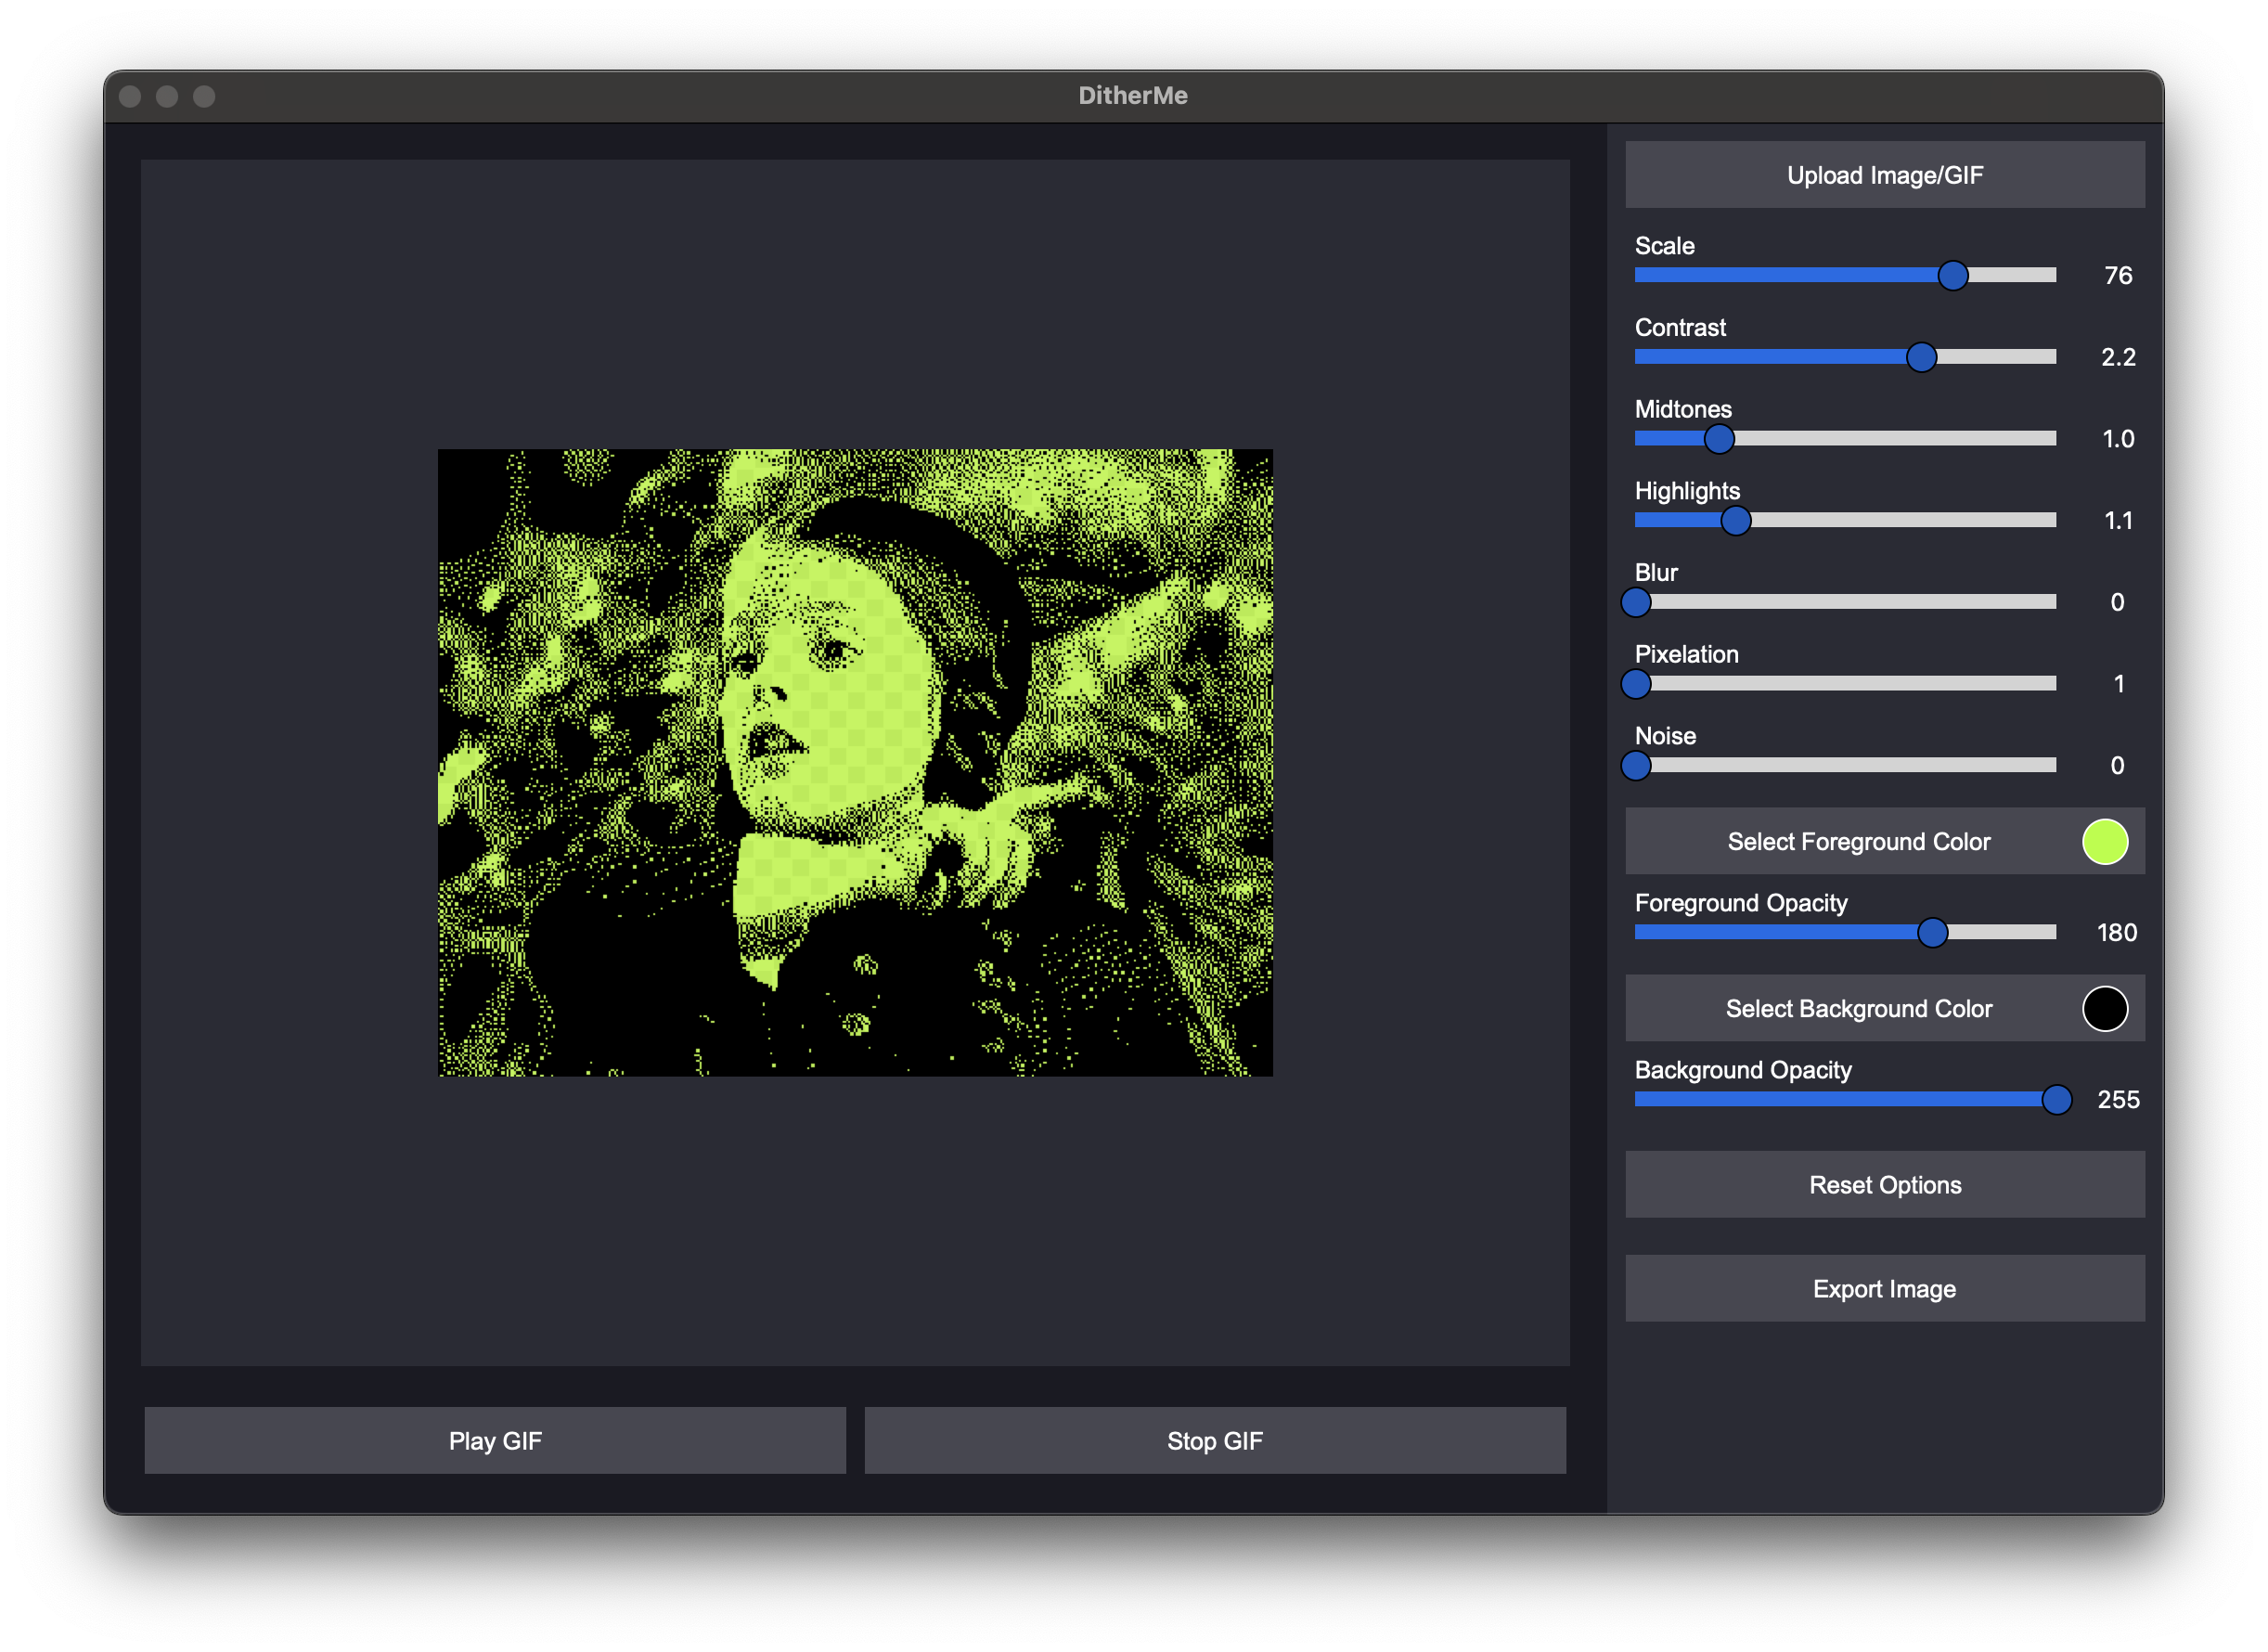 DitherMe
Upload Image/GIF
Scale
76
Contrast
2.2
Midtones
1.0
Highlights
1.1
Blur
0
Pixelation
1
Noise
0
Select Foreground Color
Foreground Opacity
180
Select Background Color
Background Opacity
255
Reset Options
Export Image
Play GIF
Stop GIF